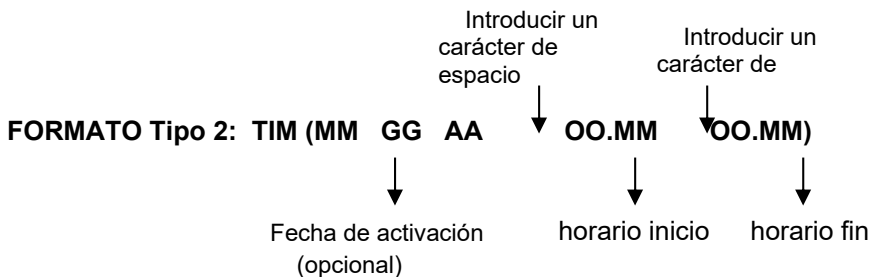 Introducir un
carácter de
espacio
Introducir un
carácter de
FORMATO Tipo 2: TIM (MM GG AA OO.MM OO.MM)
Fecha de activación
(opcional)
horario inicio
horario fin